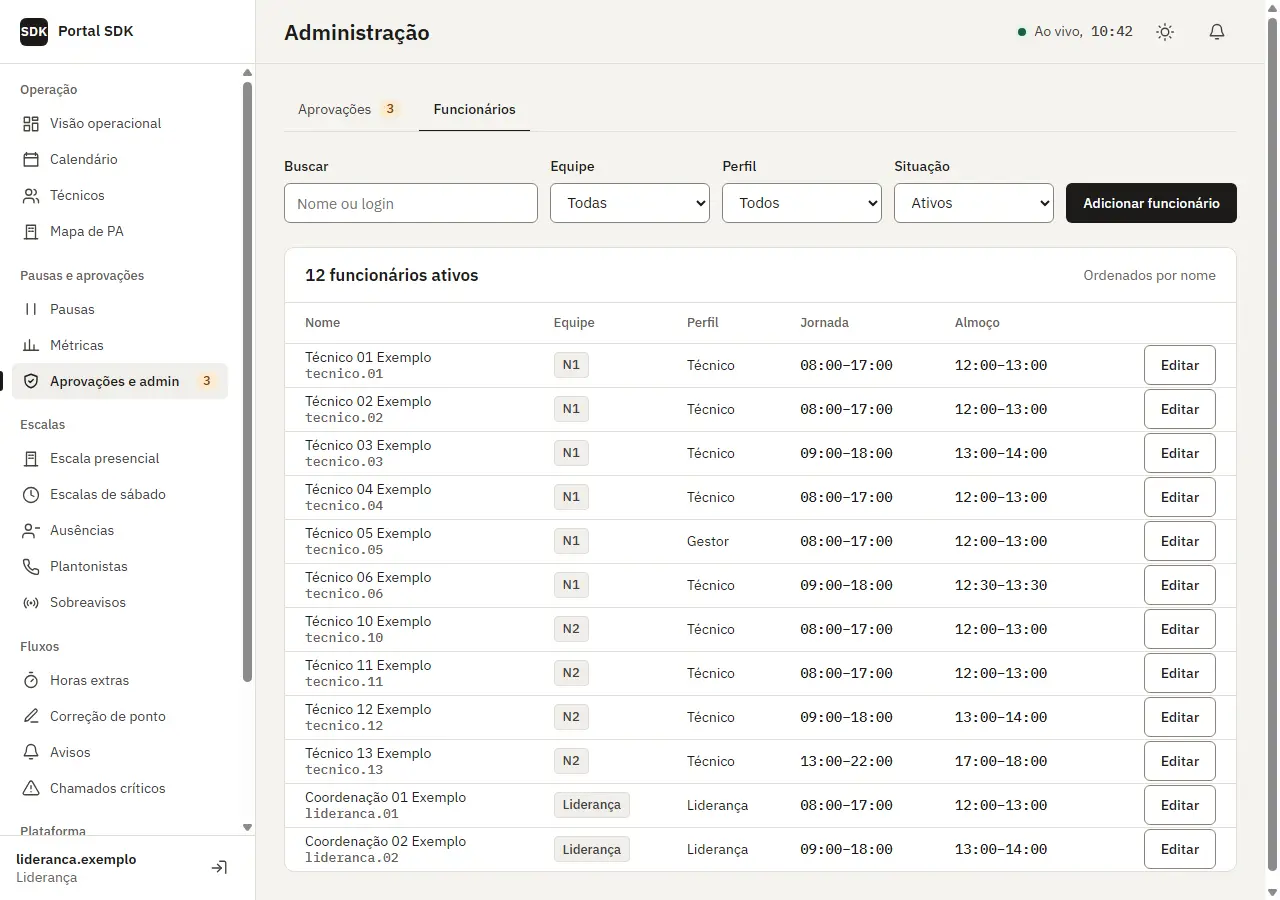 SDK Portal SDK
Operação
Visão operacional
Calendário
Técnicos
Mapa de PA
Pausas e aprovações
Pausas
Métricas
Aprovações e admin 3
Escalas
Escala presencial
Escalas de sábado
Ausências
Plantonistas
Sobreavisos
Fluxos
Horas extras
Correção de ponto
Avisos
Chamados críticos
Plataforma
lideranca.exemplo
Liderança
Administração
Ao vivo, 10:42
Aprovações 3 Funcionários
Buscar Equipe Perfil Situação
Nome ou login Todas Todos Ativos Adicionar funcionário
12 funcionários ativos Ordenados por nome
Nome Equipe Perfil Jornada Almoço
Técnico 01 Exemplo
tecnico.01 N1 Técnico 08:00–17:00 12:00–13:00 Editar
Técnico 02 Exemplo
tecnico.02 N1 Técnico 08:00–17:00 12:00–13:00 Editar
Técnico 03 Exemplo
tecnico.03 N1 Técnico 09:00–18:00 13:00–14:00 Editar
Técnico 04 Exemplo
tecnico.04 N1 Técnico 08:00–17:00 12:00–13:00 Editar
Técnico 05 Exemplo
tecnico.05 N1 Gestor 08:00–17:00 12:00–13:00 Editar
Técnico 06 Exemplo
tecnico.06 N1 Técnico 09:00–18:00 12:30–13:30 Editar
Técnico 10 Exemplo
tecnico.10 N2 Técnico 08:00–17:00 12:00–13:00 Editar
Técnico 11 Exemplo
tecnico.11 N2 Técnico 08:00–17:00 12:00–13:00 Editar
Técnico 12 Exemplo
tecnico.12 N2 Técnico 09:00–18:00 13:00–14:00 Editar
Técnico 13 Exemplo
tecnico.13 N2 Técnico 13:00–22:00 17:00–18:00 Editar
Coordenação 01 Exemplo
lideranca.01 Liderança Liderança 08:00–17:00 12:00–13:00 Editar
Coordenação 02 Exemplo
lideranca.02 Liderança Liderança 09:00–18:00 13:00–14:00 Editar